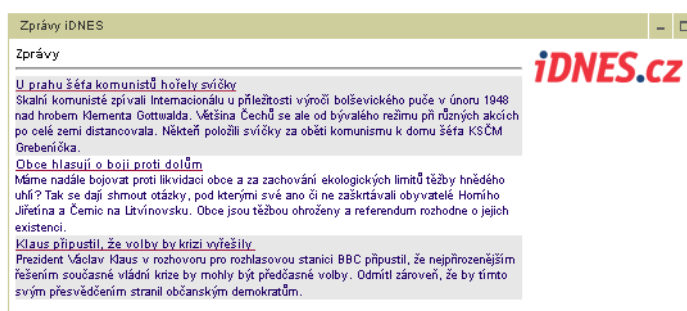 Zprávy iDNES
Zprávy
iDNES.cz
U prahu šéfa komunistů hořely svíčky
Skalní komunisté zpívali Internacionálu u příležitosti výročí bolševického puče v únoru 1948
nad hrobem Klementa Gottwalda. Většina Čechů se ale od bývalého režimu při různých akcích
po celé zemi distancovala. Někteří položili svíčky za oběti komunismu k domu šéfa KSČM
Grebeníčka.
Obce hlasují o boji proti dolům
Máme nadále bojovat proti likvidaci obce a za zachování ekologických limitů těžby hnědého
uhlí? Tak se dají shrnout otázky, pod kterými své ano či ne zaškrtávali obyvatelé Horního
Jiřetína a Černic na Litvínovsku. Obce jsou těžbou ohroženy a referendum rozhodne o jejich
existenci.
Klaus připustil, že volby by krizi vyřešily
Prezident Václav Klaus v rozhovoru pro rozhlasovou stanici BBC připustil, že nejpřirozenějším
řešením současné vládní krize by mohly být předčasné volby. Odmítl zároveň, že by tímto
svým přesvědčením stranil občanským demokratům.